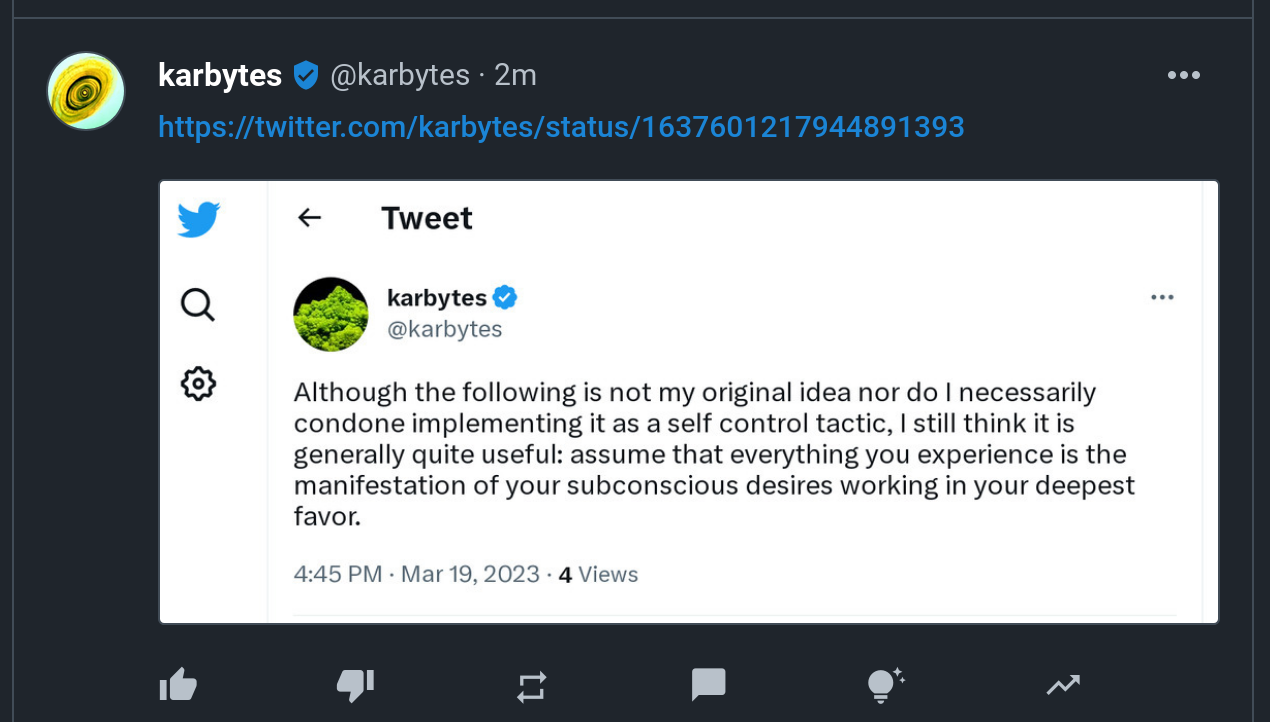 karbytes @karbytes · 2m
https://twitter.com/karbytes/status/1637601217944891393
Tweet
karbytes
@karbytes
Although the following is not my original idea nor do I necessarily
condone implementing it as a self control tactic, I still think it is
generally quite useful: assume that everything you experience is the
manifestation of your subconscious desires working in your deepest
favor.
4:45 PM · Mar 19, 2023 · 4 Views